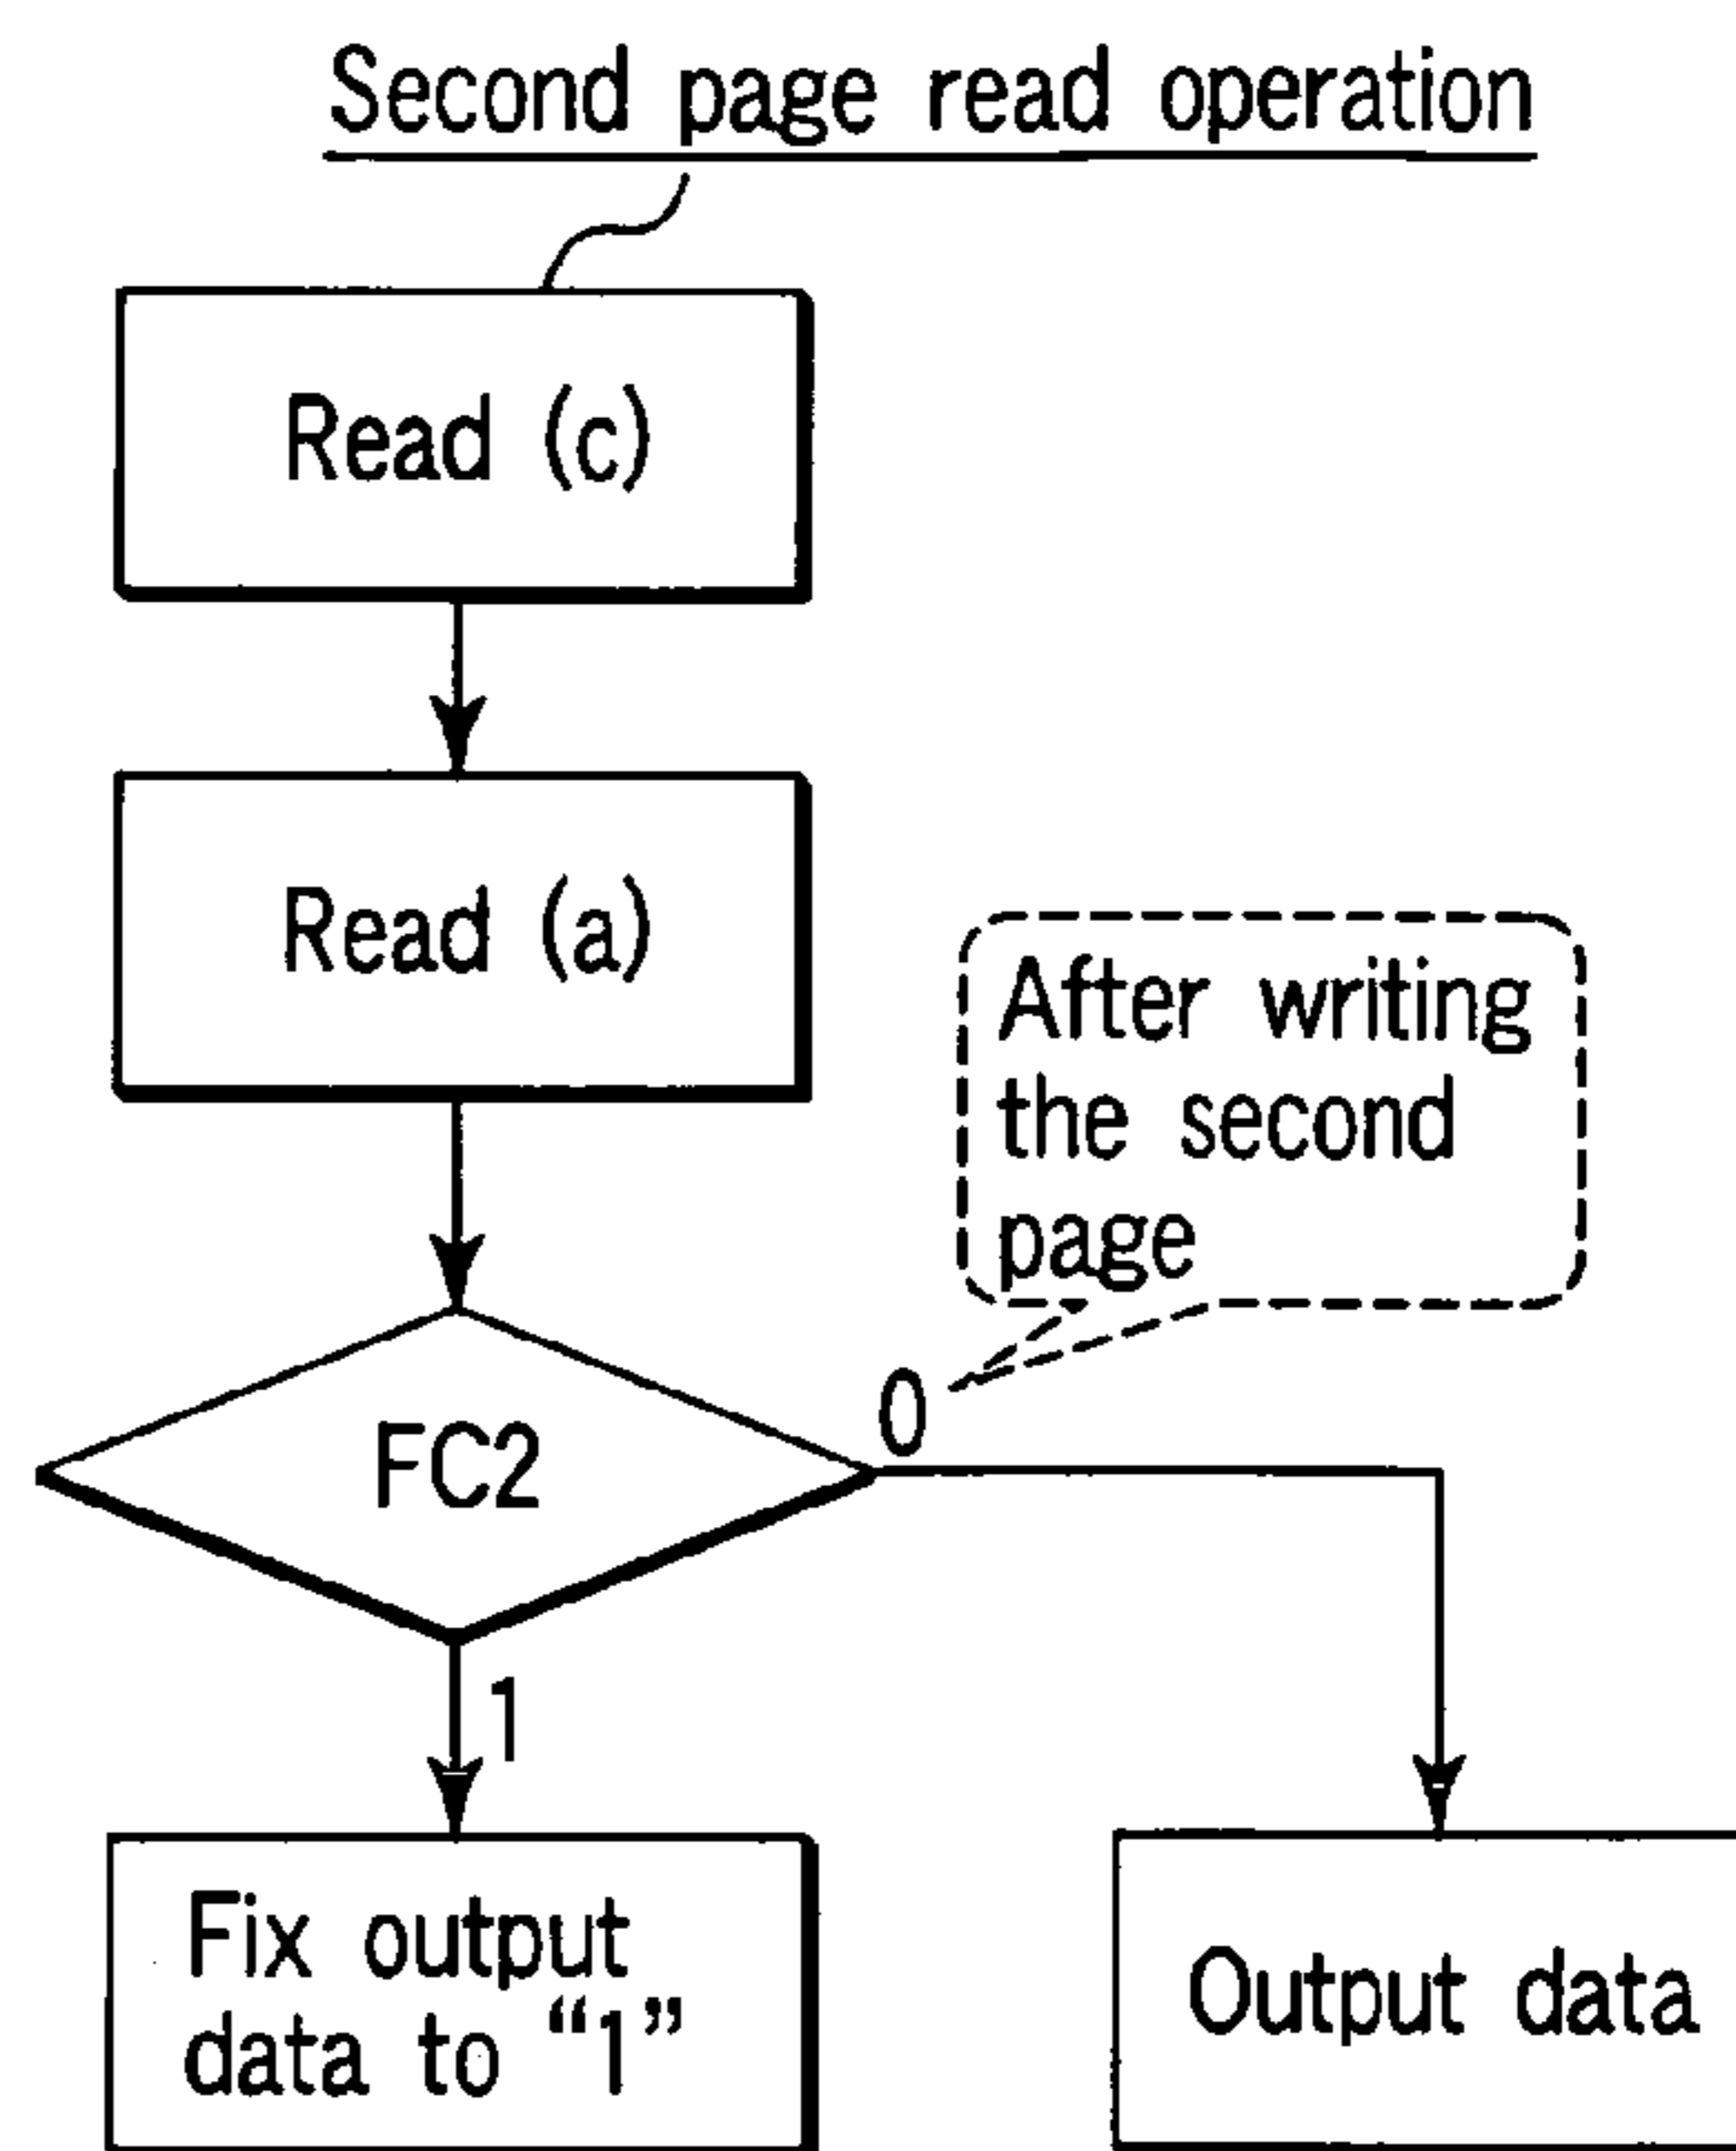 Second page read operation
Read (c)
Read (a)
After writing
the second
page
0
FC2
1
Fix output
data to “1”
Output data